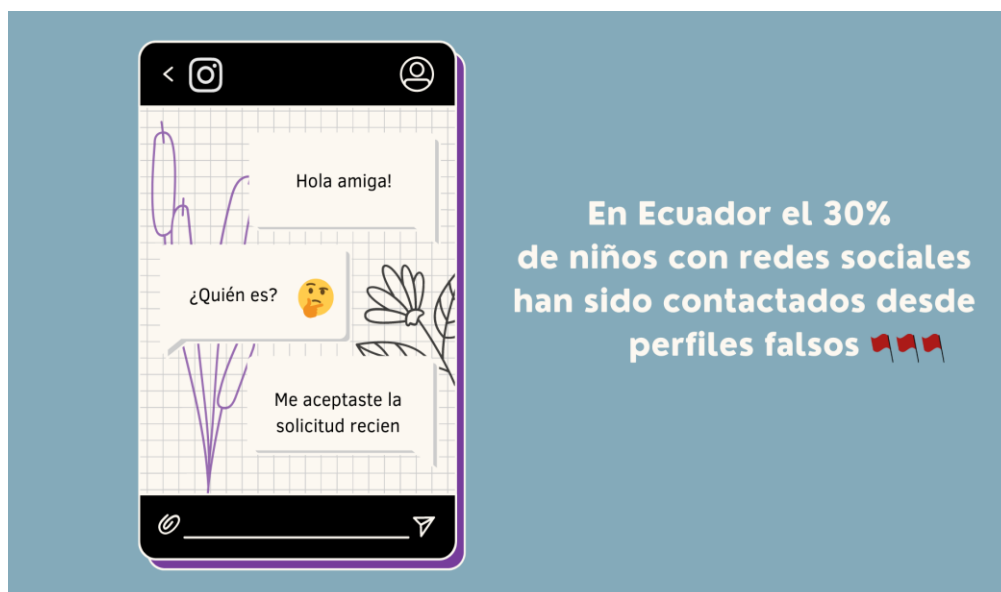 Hola amiga!
¿Quién es? 🤔
Me aceptaste la
solicitud recien
En Ecuador el 30%
de niños con redes sociales
han sido contactados desde
perfiles falsos 🚩🚩🚩